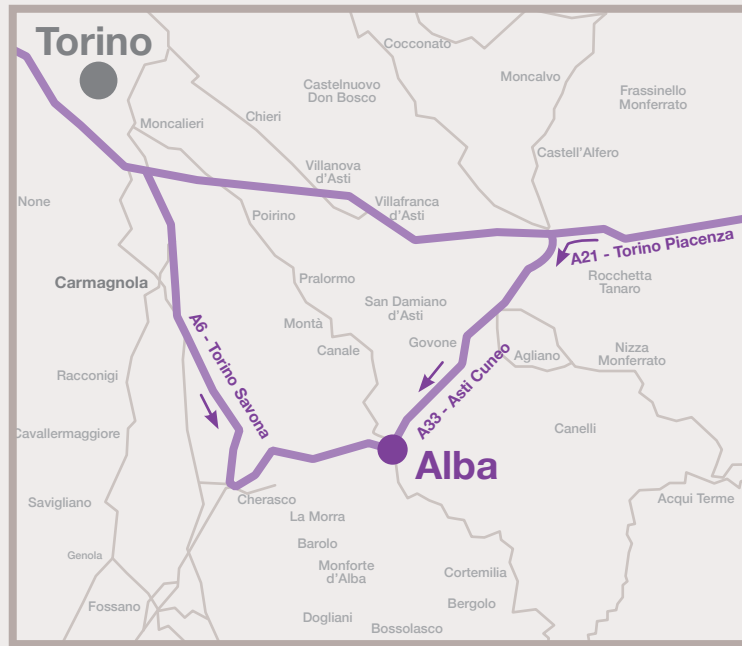 Torino
Cocconato
Moncalvo
Castelnuovo
Don Bosco
Frassinello
Monferrato
Chieri
Moncalieri
Castell'Alfero
Villanova
d'Asti
None
Villafranca
d'Asti
Poirino
A21 - Torino Piacenza
Rocchetta
Tanaro
Carmagnola
Pralormo
San Damiano
d'Asti
Montà
Govone
Canale
Agliano
Nizza
Monferrato
A6 - Torino Savona
A33 - Asti Cuneo
Racconigi
Cavallermaggiore
Canelli
Alba
Savigliano
Cherasco
Acqui Terme
La Morra
Barolo
Genola
Monforte
d'Alba
Cortemilia
Fossano
Bergolo
Dogliani
Bossolasco